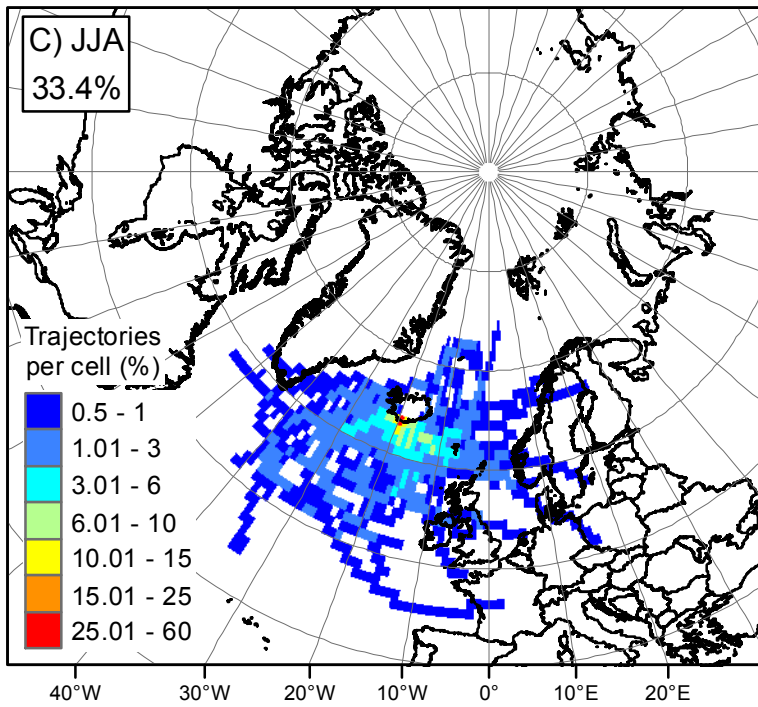 C) JJA
33.4%
Trajectories
per cell (%)
0.5 - 1
1.01 - 3
3.01 - 6
6.01 - 10
10.01 - 15
15.01 - 25
25.01 - 60
40°W 30°W 20°W 10°W 0° 10°E 20°E